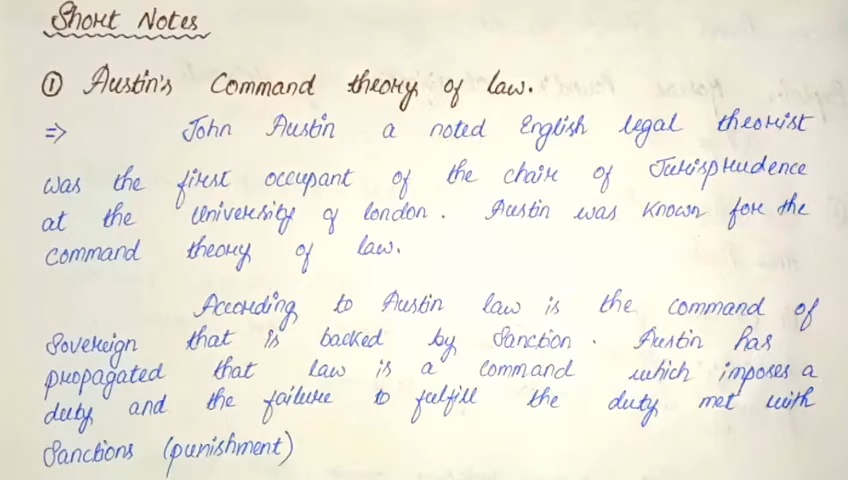 Short Notes
① Austin's Command theory of law.
⇒ John Austin a noted English legal theorist
was the first occupant of the chair of Jurisprudence
at the University of london. Austin was known for the
command theory of law.
According to Austin law is the command of
Sovereign that is backed by Sanction. Austin has
propagated that law is a command which imposes a
duty and the failure to fulfill the duty met with
Sanctions (punishment)